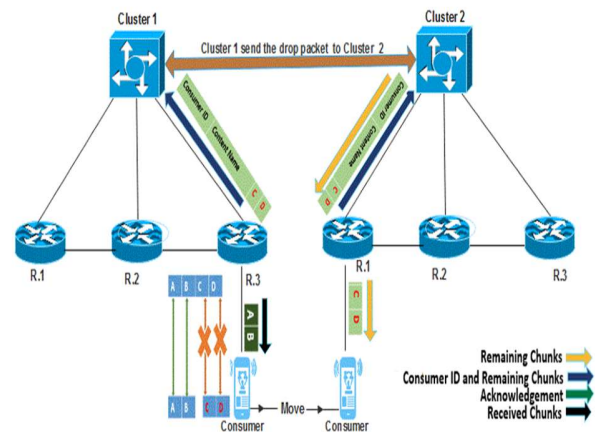 Cluster 1
Cluster 2
Cluster 1 send the drop packet to Cluster 2
Consumer ID
Content Name
C
D
Consumer ID
Content Name
C
D
R.1
R.2
R.3
R.1
R.2
R.3
A B C D
A
B
C
D
A B
C D
Consumer
Move
Consumer
Remaining Chunks
Consumer ID and Remaining Chunks
Acknowledgement
Received Chunks